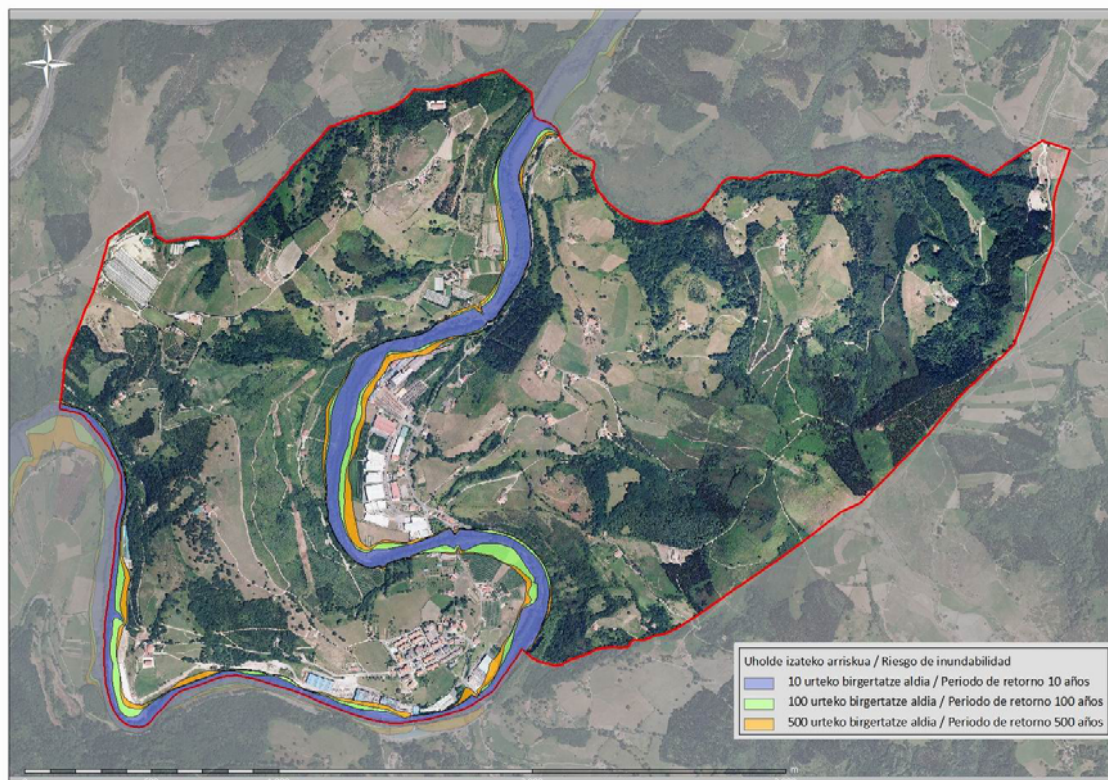 N
Uholde izateko arriskua / Riesgo de inundabilidad
10 urteko birgertatze aldia / Periodo de retorno 10 años
100 urteko birgertatze aldia / Periodo de retorno 100 años
500 urteko birgertatze aldia / Periodo de retorno 500 años
m